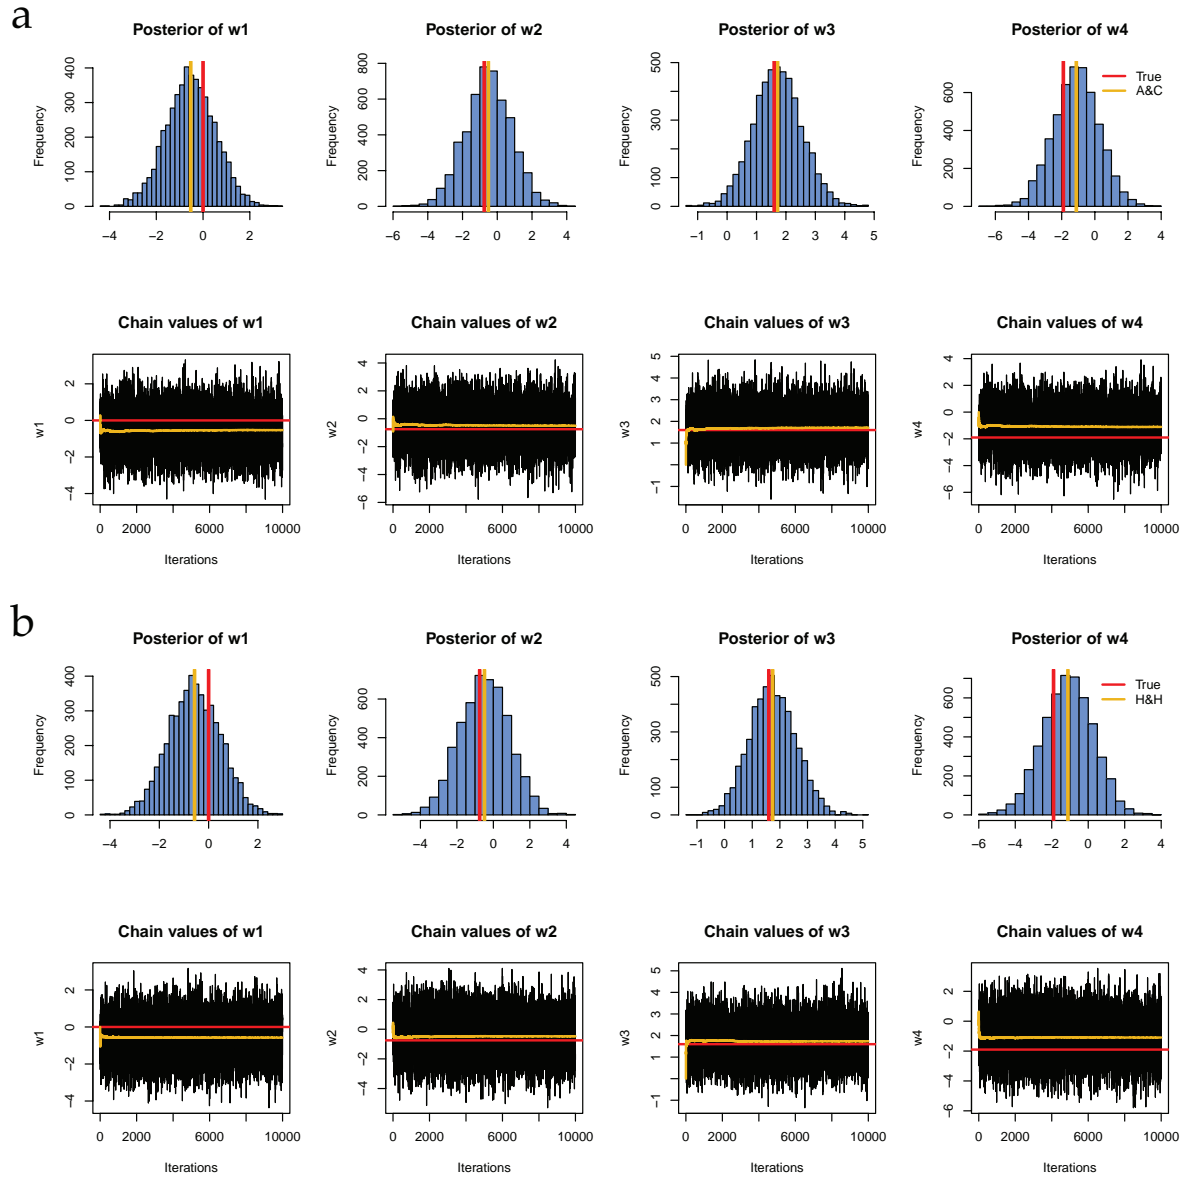 a
Posterior of w1 Posterior of w2 Posterior of w3 Posterior of w4
Frequency 0 100 200 300 400
−4 −2 0 2
Frequency 0 200 400 600 800
−6 −4 −2 0 2 4
Frequency 0 100 300 500
−1 0 1 2 3 4 5
Frequency 0 200 400 600
−6 −4 −2 0 2 4
True
A&C
Chain values of w1 Chain values of w2 Chain values of w3 Chain values of w4
w1 −4 −2 0 2
0 2000 6000 10000
Iterations
w2 −6 −4 −2 0 2 4
0 2000 6000 10000
Iterations
w3 −1 1 2 3 4 5
0 2000 6000 10000
Iterations
w4 −6 −4 −2 0 2 4
0 2000 6000 10000
Iterations
b
Posterior of w1 Posterior of w2 Posterior of w3 Posterior of w4
Frequency 0 100 200 300 400
−4 −2 0 2
Frequency 0 200 400 600
−4 −2 0 2 4
Frequency 0 100 300 500
−1 0 1 2 3 4 5
Frequency 0 200 400 600
−6 −4 −2 0 2 4
True
H&H
Chain values of w1 Chain values of w2 Chain values of w3 Chain values of w4
w1 −4 −2 0 2
0 2000 6000 10000
Iterations
w2 −4 −2 0 2 4
0 2000 6000 10000
Iterations
w3 −1 1 2 3 4 5
0 2000 6000 10000
Iterations
w4 −6 −4 −2 0 2
0 2000 6000 10000
Iterations